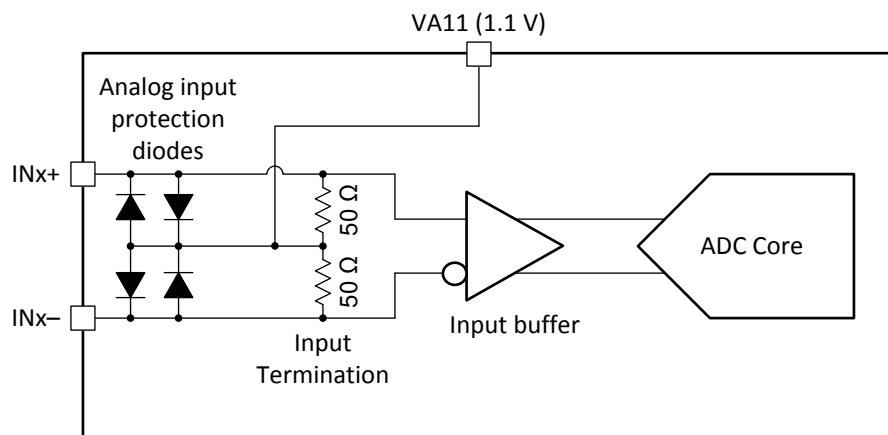 VA11 (1.1 V)
Analog input
protection
diodes
INx+
50 Ω
50 Ω
ADC Core
INx–
Input
Termination
Input buffer